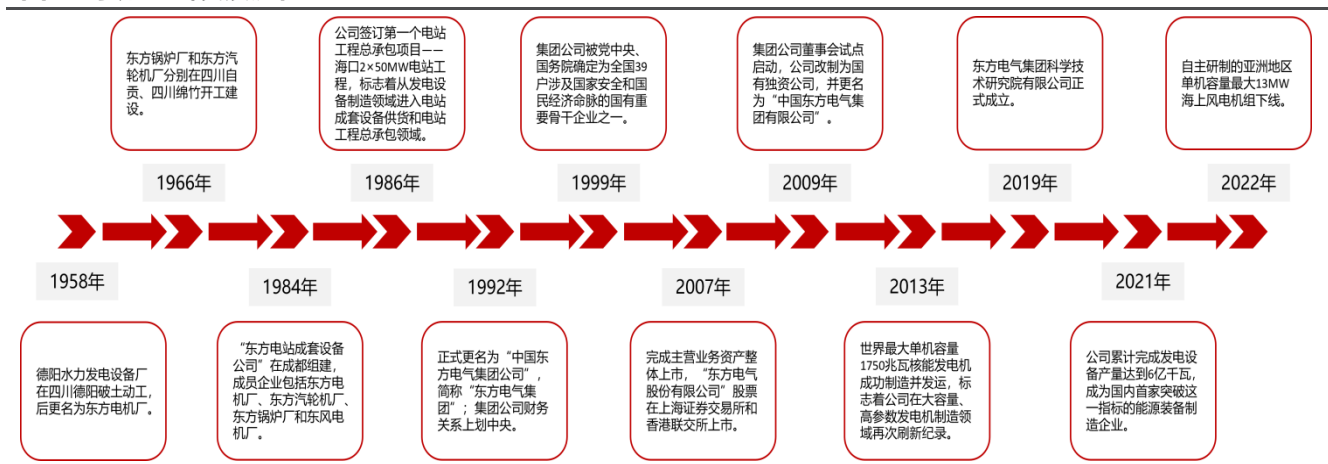 东方锅炉厂和东方汽
轮机厂分别在四川自
贡、四川绵竹开工建
设。
公司签订第一个电站
工程总承包项目——
海口2×50MW电站工
程，标志着从发电设
备制造领域进入电站
成套设备供货和电站
工程总承包领域。
集团公司被党中央、
国务院确定为全国39
户涉及国家安全和国
民经济命脉的国有重
要骨干企业之一。
集团公司董事会试点
启动，公司改制为国
有独资公司，并更名
为“中国东方电气集
团有限公司”。
东方电气集团科学技
术研究院有限公司正
式成立。
自主研制的亚洲地区
单机容量最大13MW
海上风电机组下线。
1966年
1986年
1999年
2009年
2019年
2022年
1958年
1984年
1992年
2007年
2013年
2021年
德阳水力发电设备厂
在四川德阳破土动工，
后更名为东方电机厂。
“东方电站成套设备
公司”在成都组建，
成员企业包括东方电
机厂、东方汽轮机厂、
东方锅炉厂和东风电
机厂。
正式更名为“中国东
方电气集团公司”，
简称“东方电气集
团”；集团公司财务
关系上划中央。
完成主营业务资产整
体上市，“东方电气
股份有限公司”股票
在上海证券交易所和
香港联交所上市。
世界最大单机容量
1750兆瓦核能发电机
成功制造并发运，标
志着公司在大容量、
高参数发电机制造领
域再次刷新纪录。
公司累计完成发电设
备产量达到6亿千瓦，
成为国内首家突破这
一指标的能源装备制
造企业。